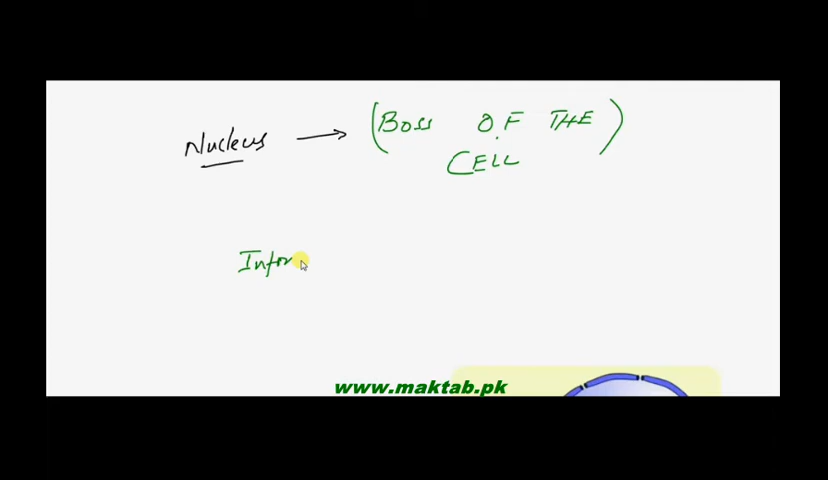 Nucleus → (Boss OF THE
CELL)
Infor
www.maktab.pk